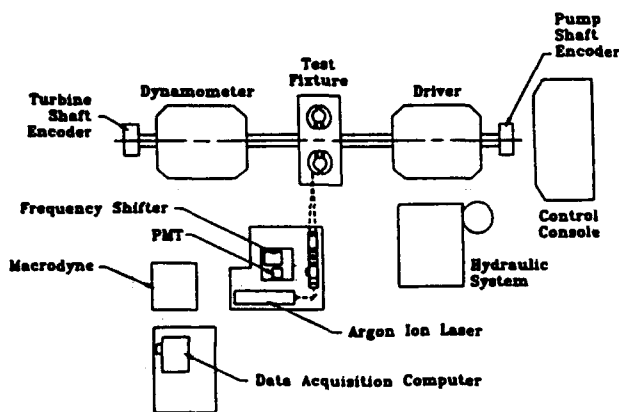 Pump
Shaft
Encoder
Test
Fixture
Dynamometer
Driver
Turbine
Shaft
Encoder
Frequency Shifter
PMT
Macrodyne
Control
Console
Hydraulic
System
Argon Ion Laser
Data Acquisition Computer